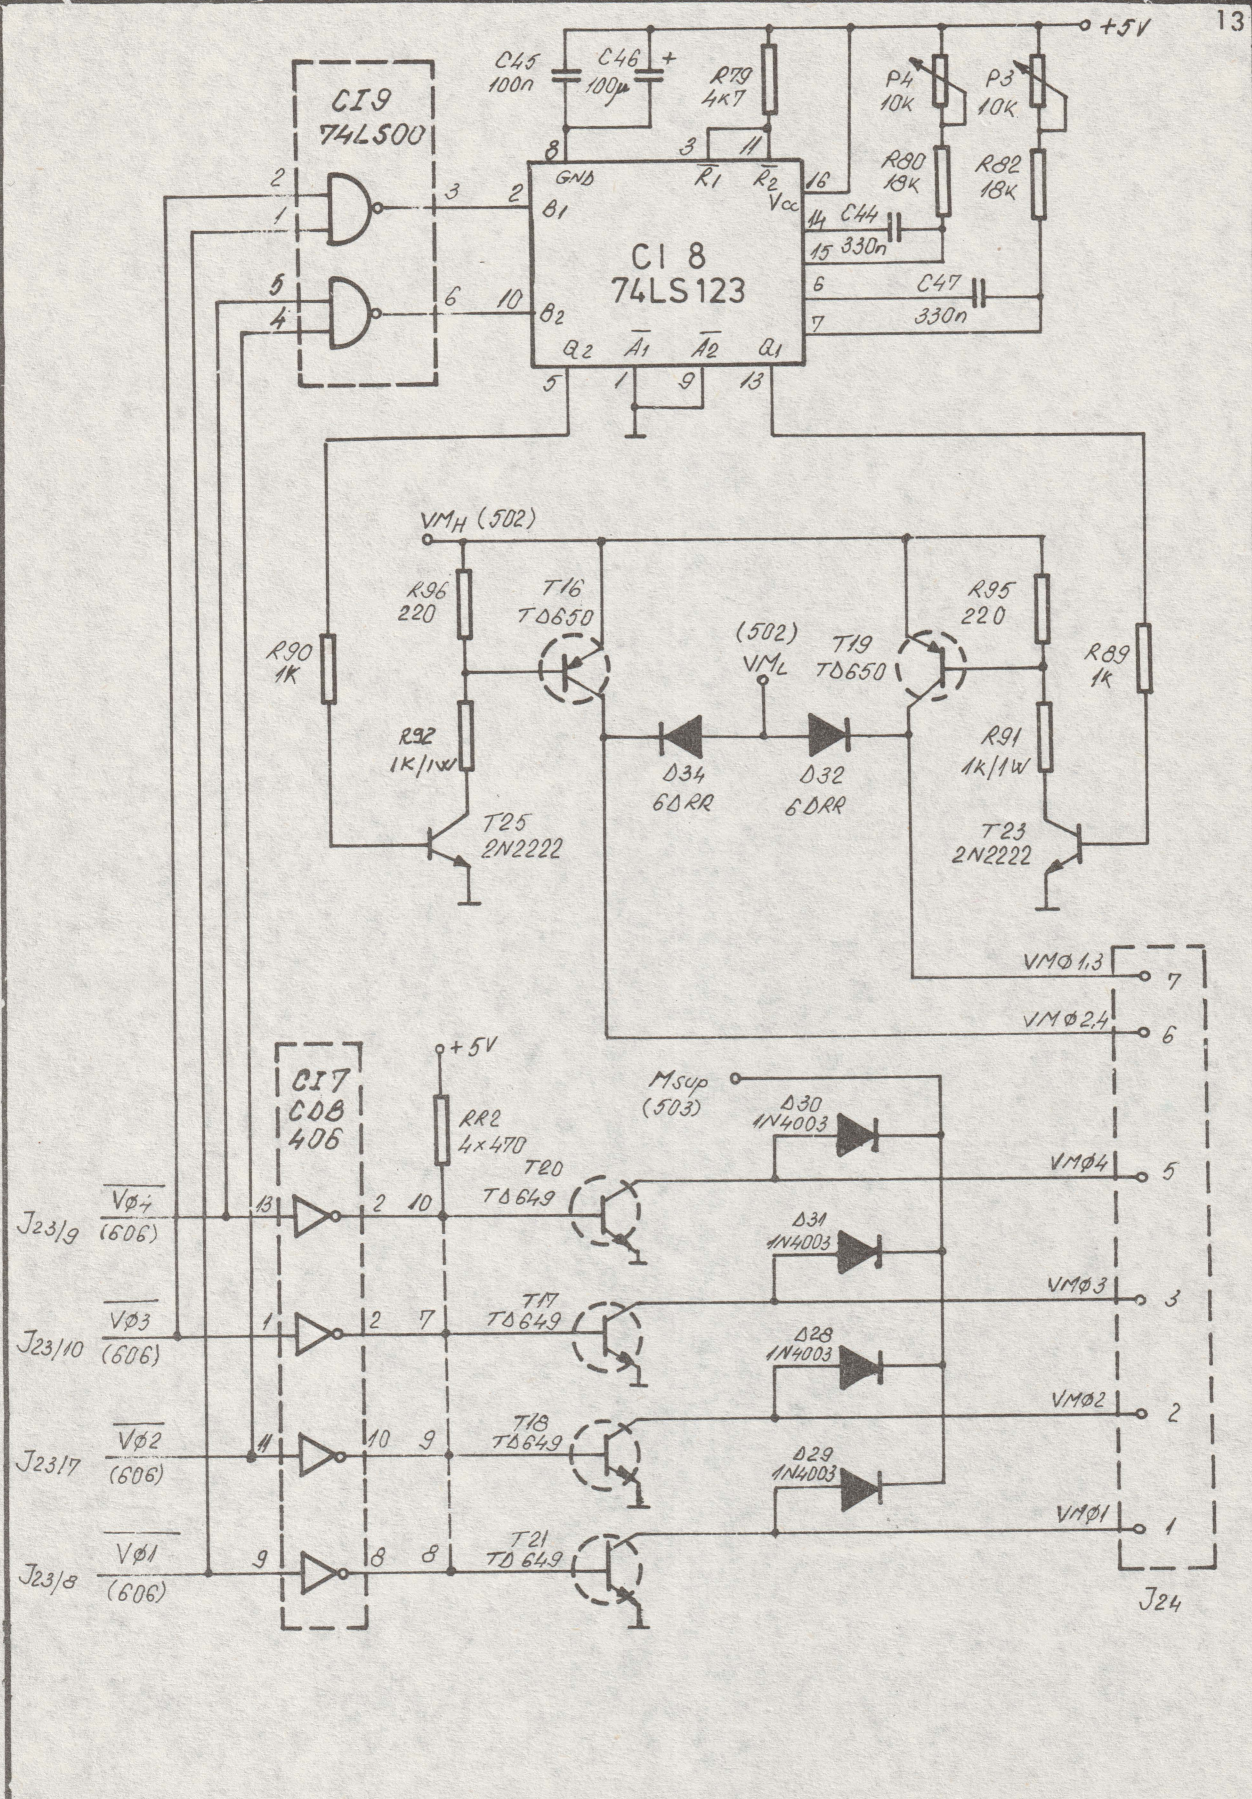 13
+5V
C45
100n
C46
100µ
+
R79
4K7
P4
10K
P3
10K
CI9
74LS00
8
3
11
GND
R1
R2
16
Vcc
R80
18K
R82
18K
2
1
3
2
B1
14
C44
330n
15
CI 8
74LS123
5
4
6
10
B2
6
C47
330n
7
Q2
A1
A2
Q1
5
1
9
13
VMH (502)
R96
220
T16
TD650
R95
220
(502)
VML
T19
TD650
R90
1K
R89
1K
R92
1K/1W
R91
1K/1W
D34
6DRR
D32
6DRR
T25
2N2222
T23
2N2222
VMØ1,3
7
VMØ2,4
6
+5V
CI7
CDB
406
RR2
4×470
Msup
(503)
D30
1N4003
T20
TD649
VMØ4
5
J23/9
VØ4
(606)
13
2
10
D31
1N4003
T17
TD649
VMØ3
3
J23/10
VØ3
(606)
1
2
7
D28
1N4003
T18
TD649
VMØ2
2
J23/7
VØ2
(606)
11
10
9
D29
1N4003
T21
TD649
VMØ1
1
J23/8
VØ1
(606)
9
8
8
J24